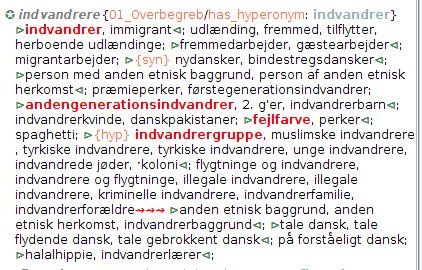 ✪ indvandrere {01_Overbegreb/has_hyperonym: indvandrer}
⊳indvandrer, immigrant⊲; udlænding, fremmed, tilflytter,
herboende udlændinge; ⊳fremmedarbejder, gæstearbejder⊲;
migrantarbejder; ⊳{syn} nydansker, bindestregsdansker⊲;
⊳person med anden etnisk baggrund, person af anden etnisk
herkomst⊲; præmieperker, førstegenerationsindvandrer;
⊳andengenerationsindvandrer, 2. g'er, indvandrerbarn⊲;
indvandrerkvinde, danskpakistaner; ⊳fejlfarve, perker⊲;
spaghetti; ⊳{hyp} indvandrergruppe, muslimske indvandrere
, tyrkiske indvandrere, tyrkiske indvandrere, unge indvandrere,
indvandrede jøder, ·koloni⊲; flygtninge og indvandrere,
indvandrere og flygtninge, illegale indvandrere, illegale
indvandrere, kriminelle indvandrere, indvandrerfamilie,
indvandrerforældre⇝⇝⇝ ⊳anden etnisk baggrund, anden
etnisk herkomst, indvandrerbaggrund⊲; ⊳tale dansk, tale
flydende dansk, tale gebrokkent dansk⊲; på forståeligt dansk;
⊳halalhippie, indvandrerlærer⊲;